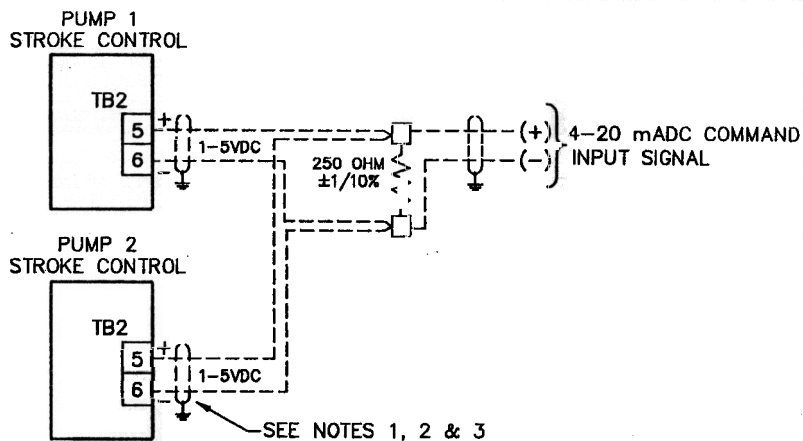 PUMP 1
STROKE CONTROL
TB2
5
+
6
-
1-5VDC
250 OHM
±1/10%
(+)
(-)
4-20 mADC COMMAND
INPUT SIGNAL
PUMP 2
STROKE CONTROL
TB2
5
+
6
-
1-5VDC
SEE NOTES 1, 2 & 3